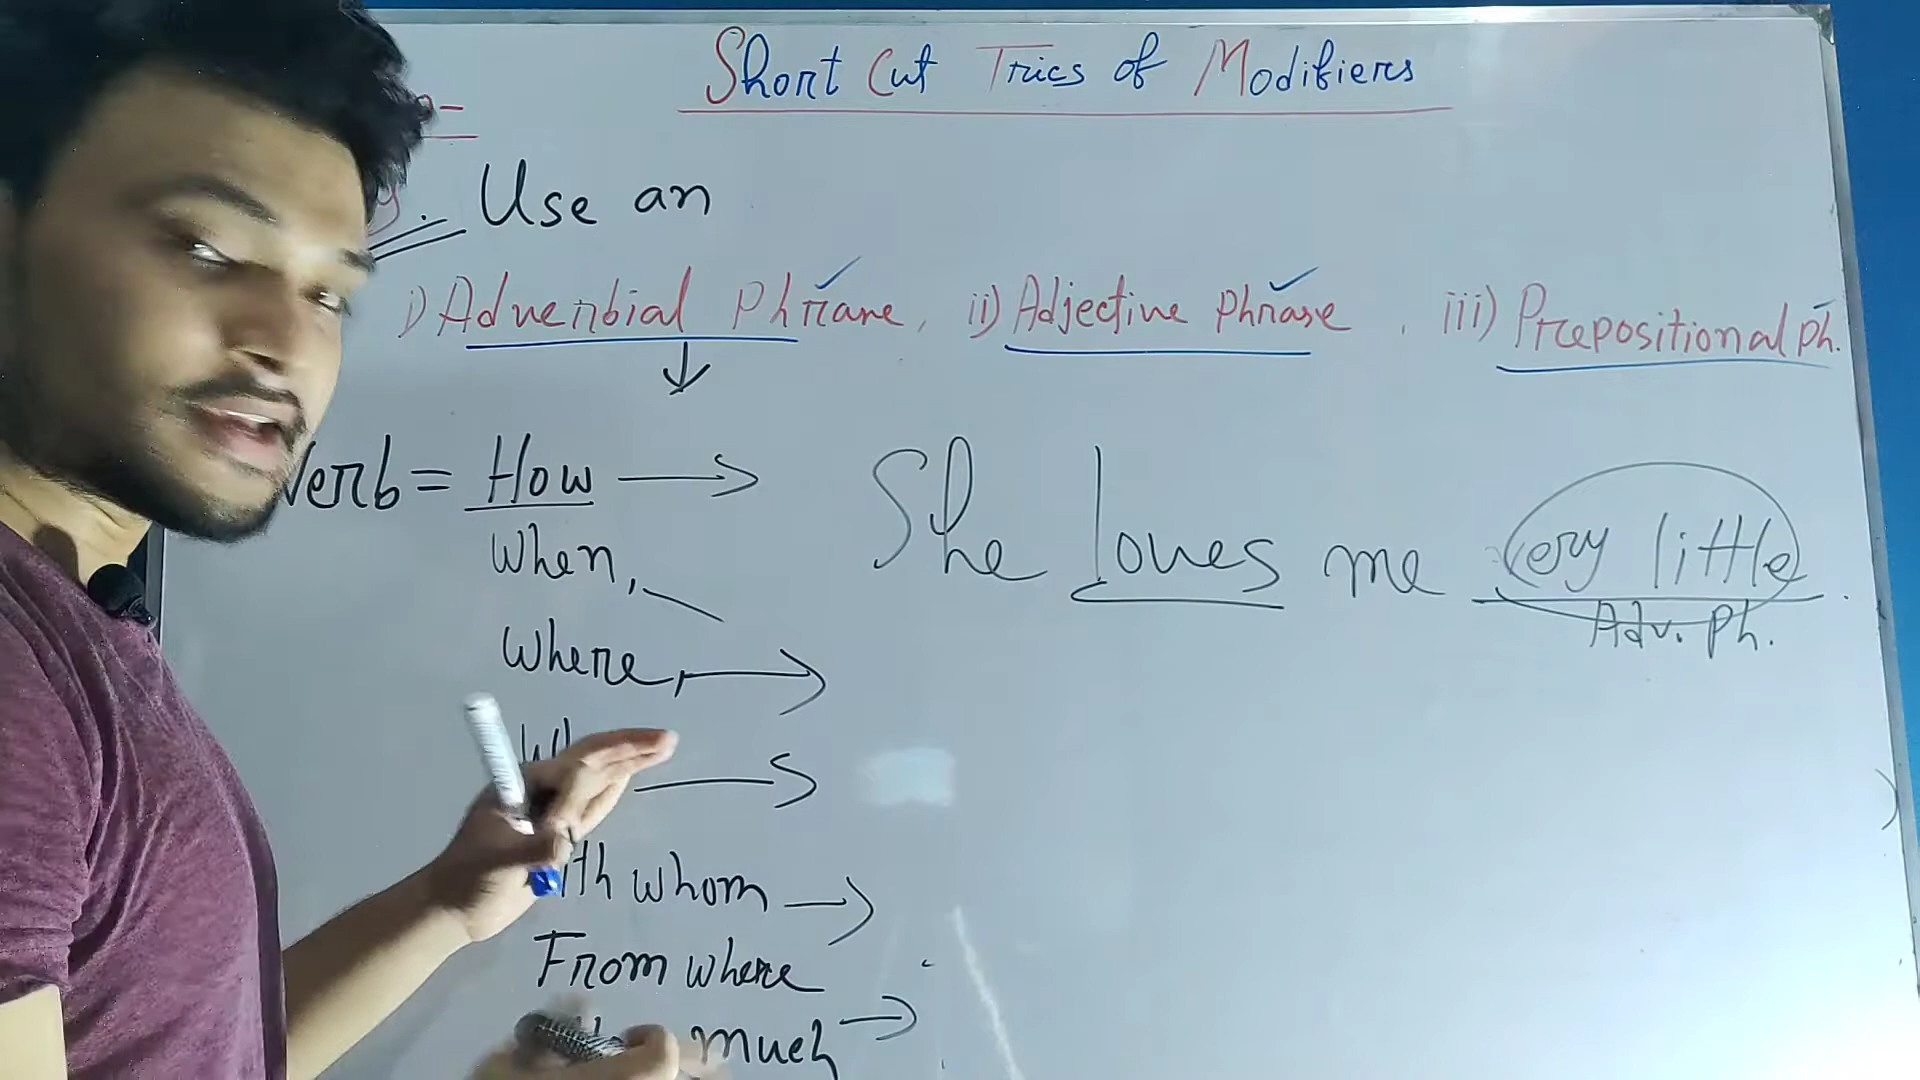 Short Cut Trics of Modifiers
Use an
i) Adverbial Phrase, ii) Adjective Phrase, iii) Prepositional Ph.
Verb = How
She loves me very little.
Adv. Ph.
When,
Where,
whom
From where
much